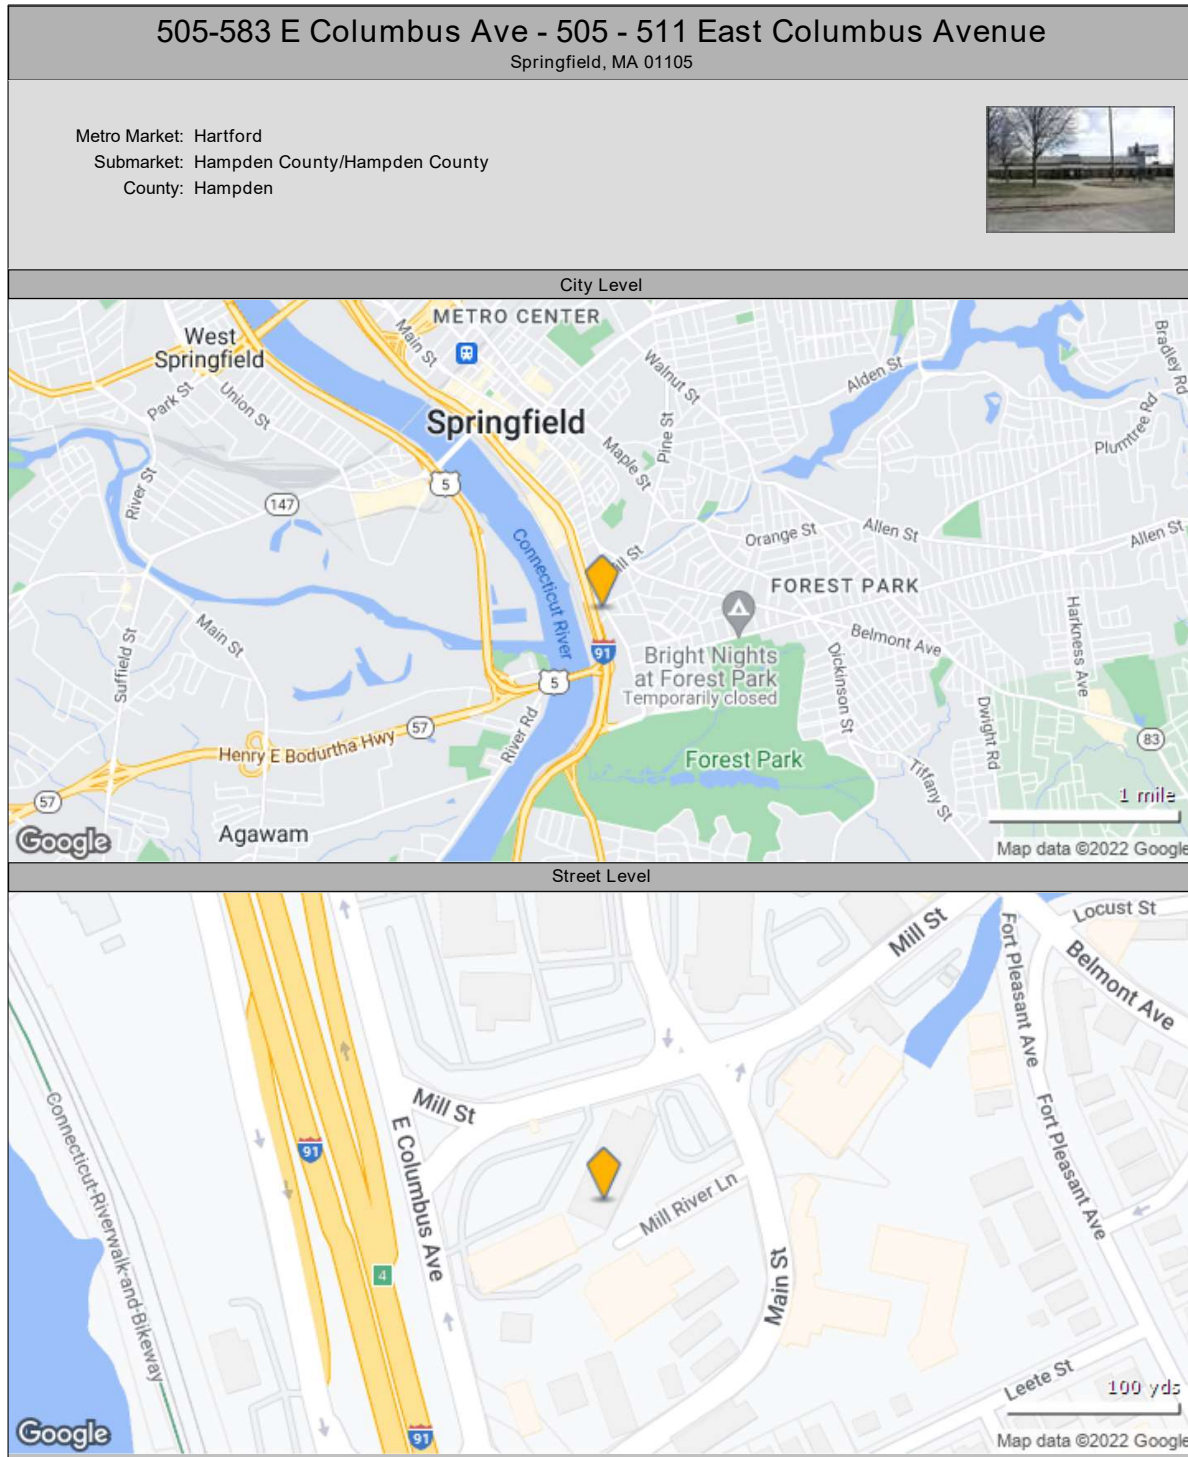 505-583 E Columbus Ave - 505 - 511 East Columbus Avenue
Springfield, MA 01105
Metro Market: Hartford
Submarket: Hampden County/Hampden County
County: Hampden
City Level
METRO CENTER
West
Springfield
Main St
Walnut St
Bradley Rd
Park St
Union St
Alden St
Springfield
Pine St
Maple St
Plumtree Rd
5
River St
147
Connecticut River
Orange St
Allen St
Allen St
ill St
FOREST PARK
Main St
Suffield St
Harkness Ave
Belmont Ave
91
Bright Nights
at Forest Park
Temporarily closed
Dickinson St
5
River Rd
Dwight Rd
57
Henry E Bodurtha Hwy
83
Forest Park
Tiffany St
57
1 mile
Agawam
Google
Map data ©2022 Google
Street Level
Locust St
Mill St
Fort Pleasant Ave
Belmont Ave
Mill St
Connecticut-Riverwalk-and-Bikeway
E Columbus Ave
91
Fort Pleasant Ave
Mill River Ln
4
Main St
Leete St
100 yds
Google
91
Map data ©2022 Google